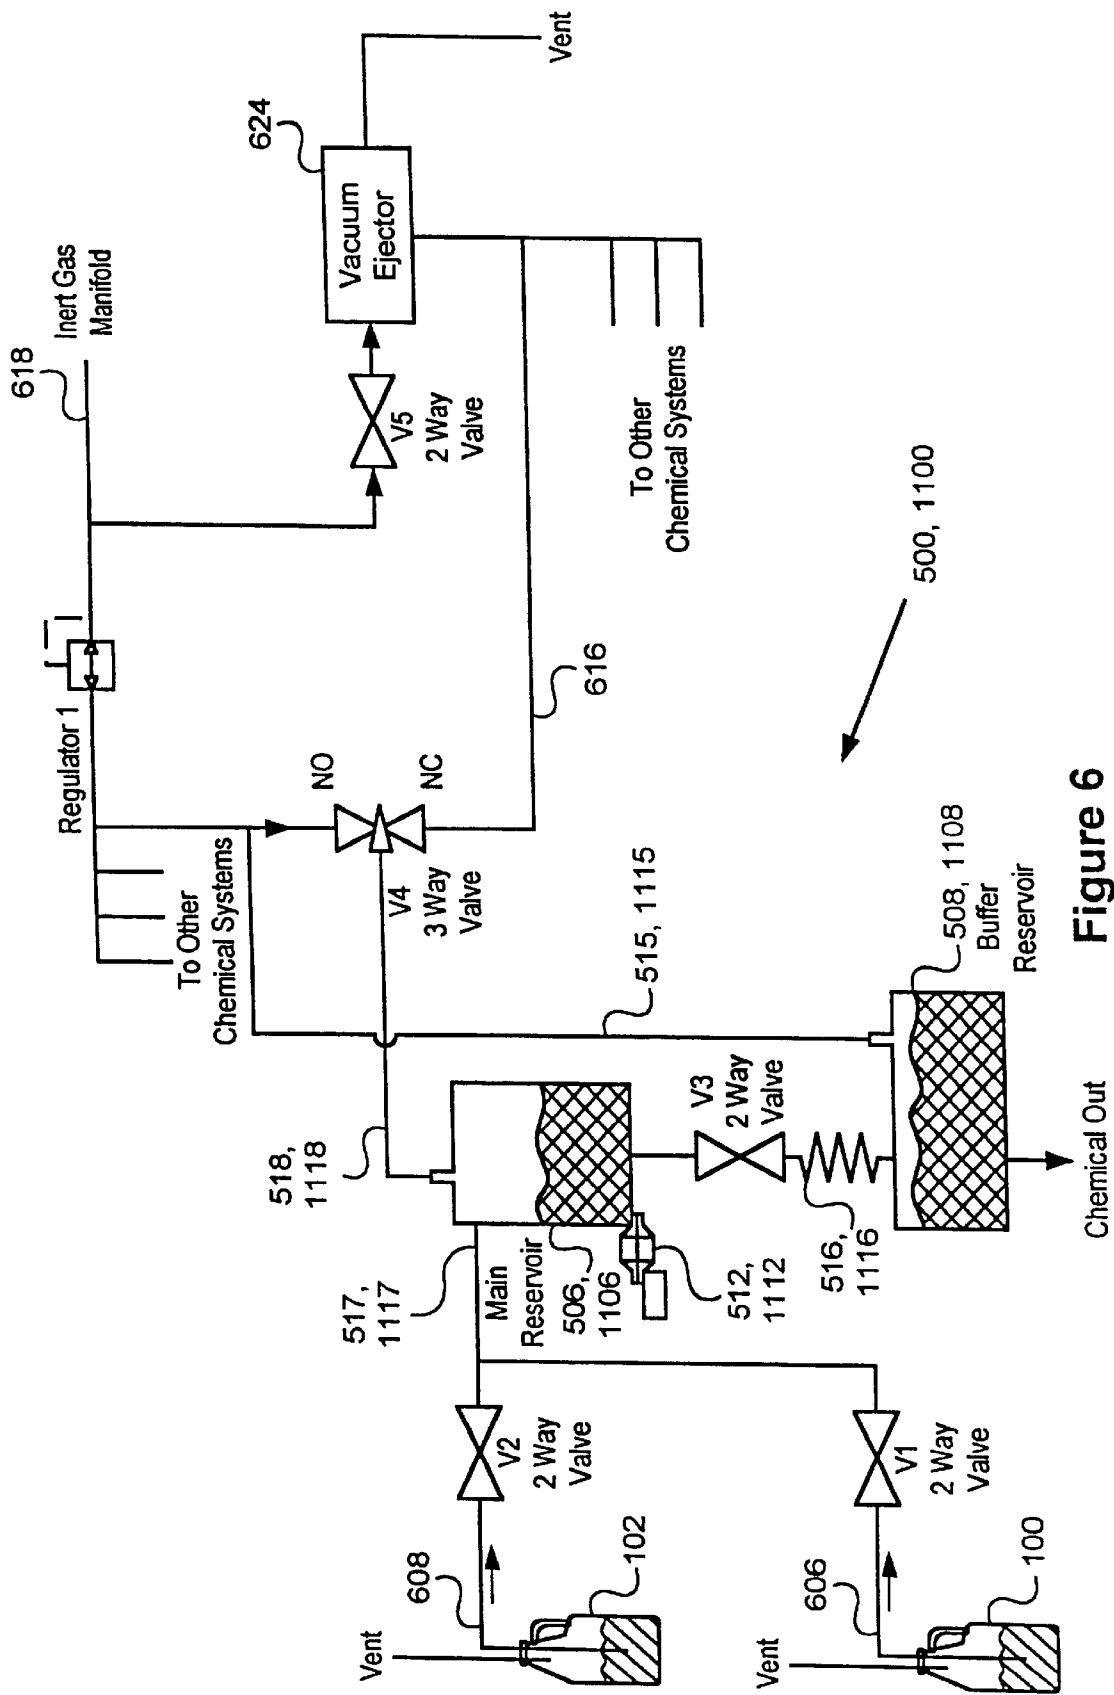 618
Inert Gas
Manifold
624
Vacuum
Ejector
Vent
Regulator 1
V5
2 Way
Valve
To Other
Chemical Systems
NO
NC
V4
3 Way
Valve
616
To Other
Chemical Systems
500, 1100
518,
1118
515, 1115
517,
1117
Main
Reservoir
506,
1106
512,
1112
V3
2 Way
Valve
516,
1116
508, 1108
Buffer
Reservoir
Chemical Out
Vent
608
102
V2
2 Way
Valve
Vent
606
100
V1
2 Way
Valve
Figure 6